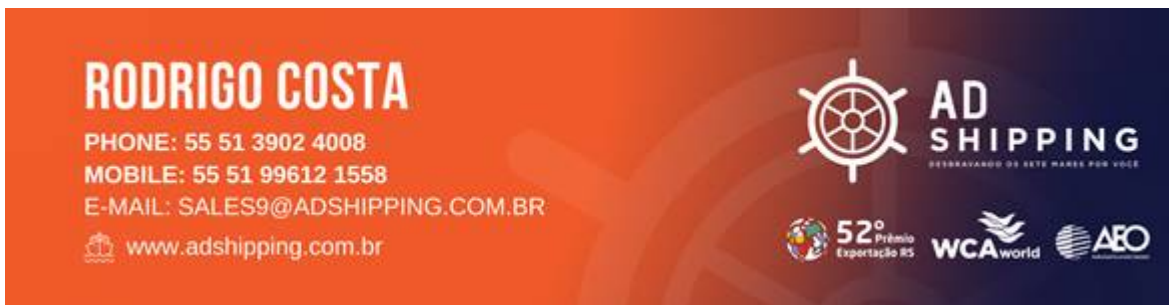 RODRIGO COSTA
PHONE: 55 51 3902 4008
MOBILE: 55 51 99612 1558
E-MAIL: SALES9@ADSHIPPING.COM.BR
www.adshipping.com.br
AD
SHIPPING
DESBRAVANDO OS SETE MARES POR VOCÊ
52º Prêmio
Exportação RS
WCAworld
AEO